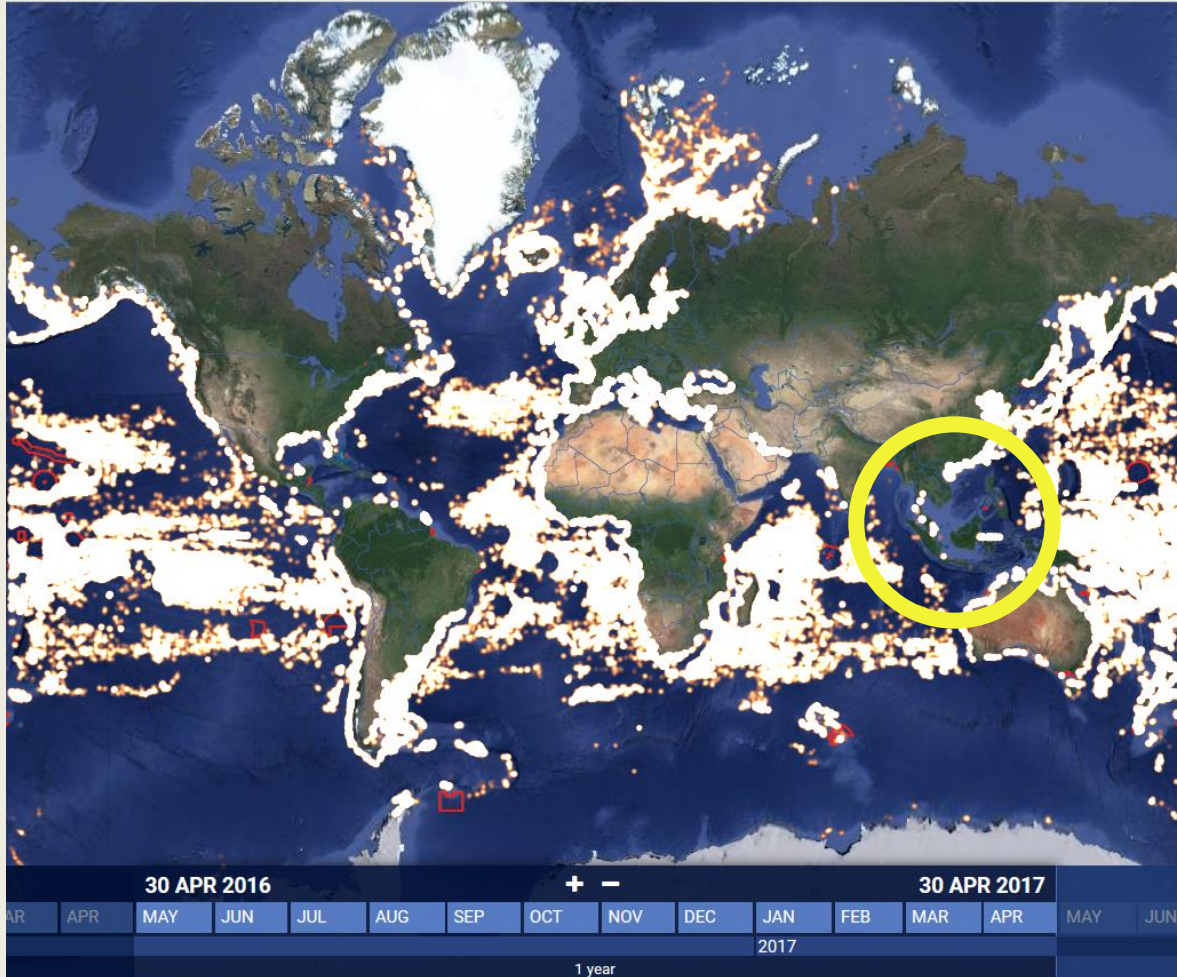 30 APR 2016 + − 30 APR 2017
AR APR MAY JUN JUL AUG SEP OCT NOV DEC JAN FEB MAR APR MAY JUN
2017
1 year